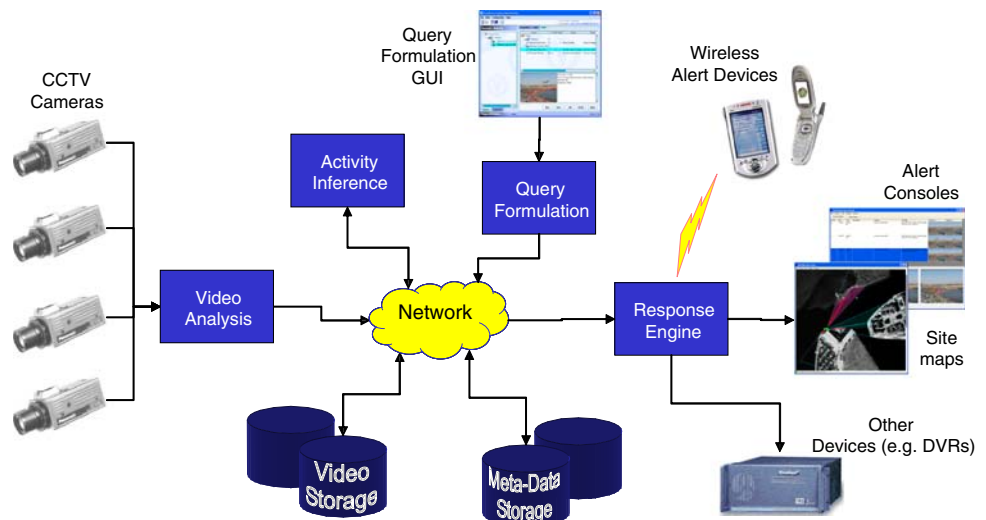 Query
Formulation
GUI
Wireless
Alert Devices
CCTV
Cameras
Activity
Inference
Query
Formulation
Alert
Consoles
Video
Analysis
Network
Response
Engine
Site
maps
Video
Storage
Meta-Data
Storage
Other
Devices (e.g. DVRs)